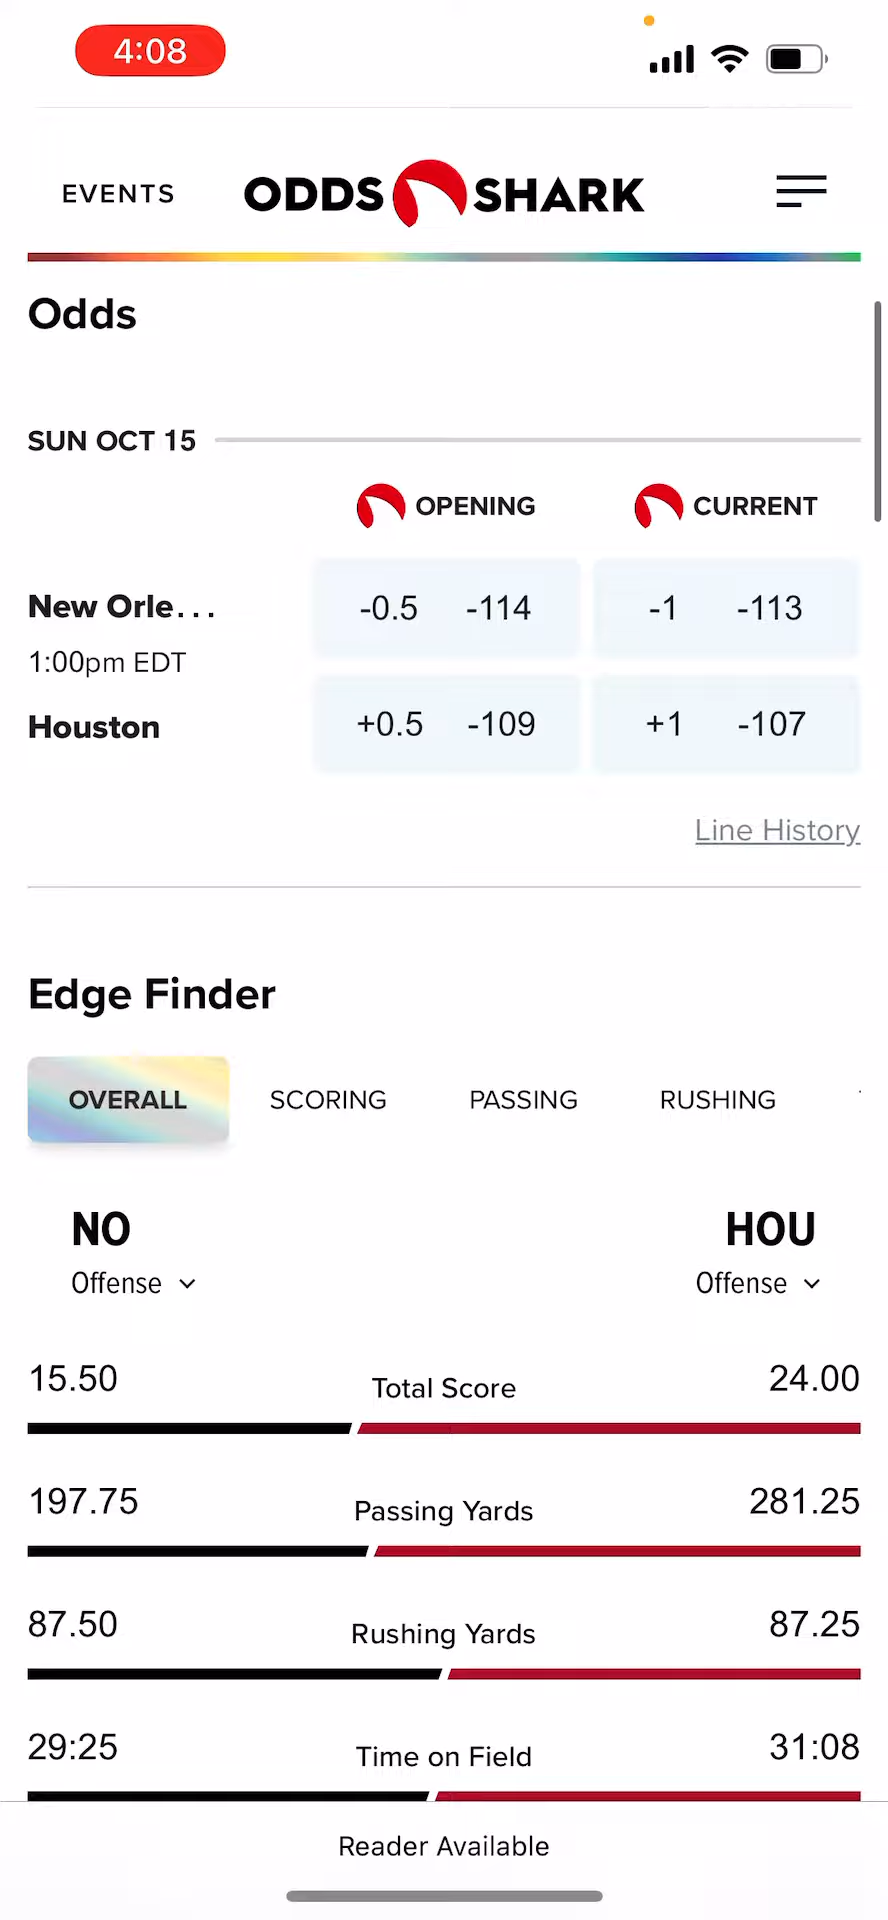 4:08
EVENTS ODDS SHARK
Odds
SUN OCT 15
OPENING CURRENT
New Orle... -0.5 -114 -1 -113
1:00pm EDT
Houston +0.5 -109 +1 -107
Line History
Edge Finder
OVERALL SCORING PASSING RUSHING
NO HOU
Offense Offense
15.50 Total Score 24.00
197.75 Passing Yards 281.25
87.50 Rushing Yards 87.25
29:25 Time on Field 31:08
Reader Available